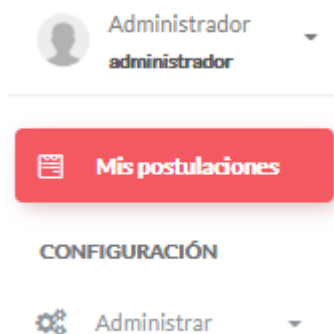 Administrador
administrador
Mis postulaciones
CONFIGURACIÓN
Administrar